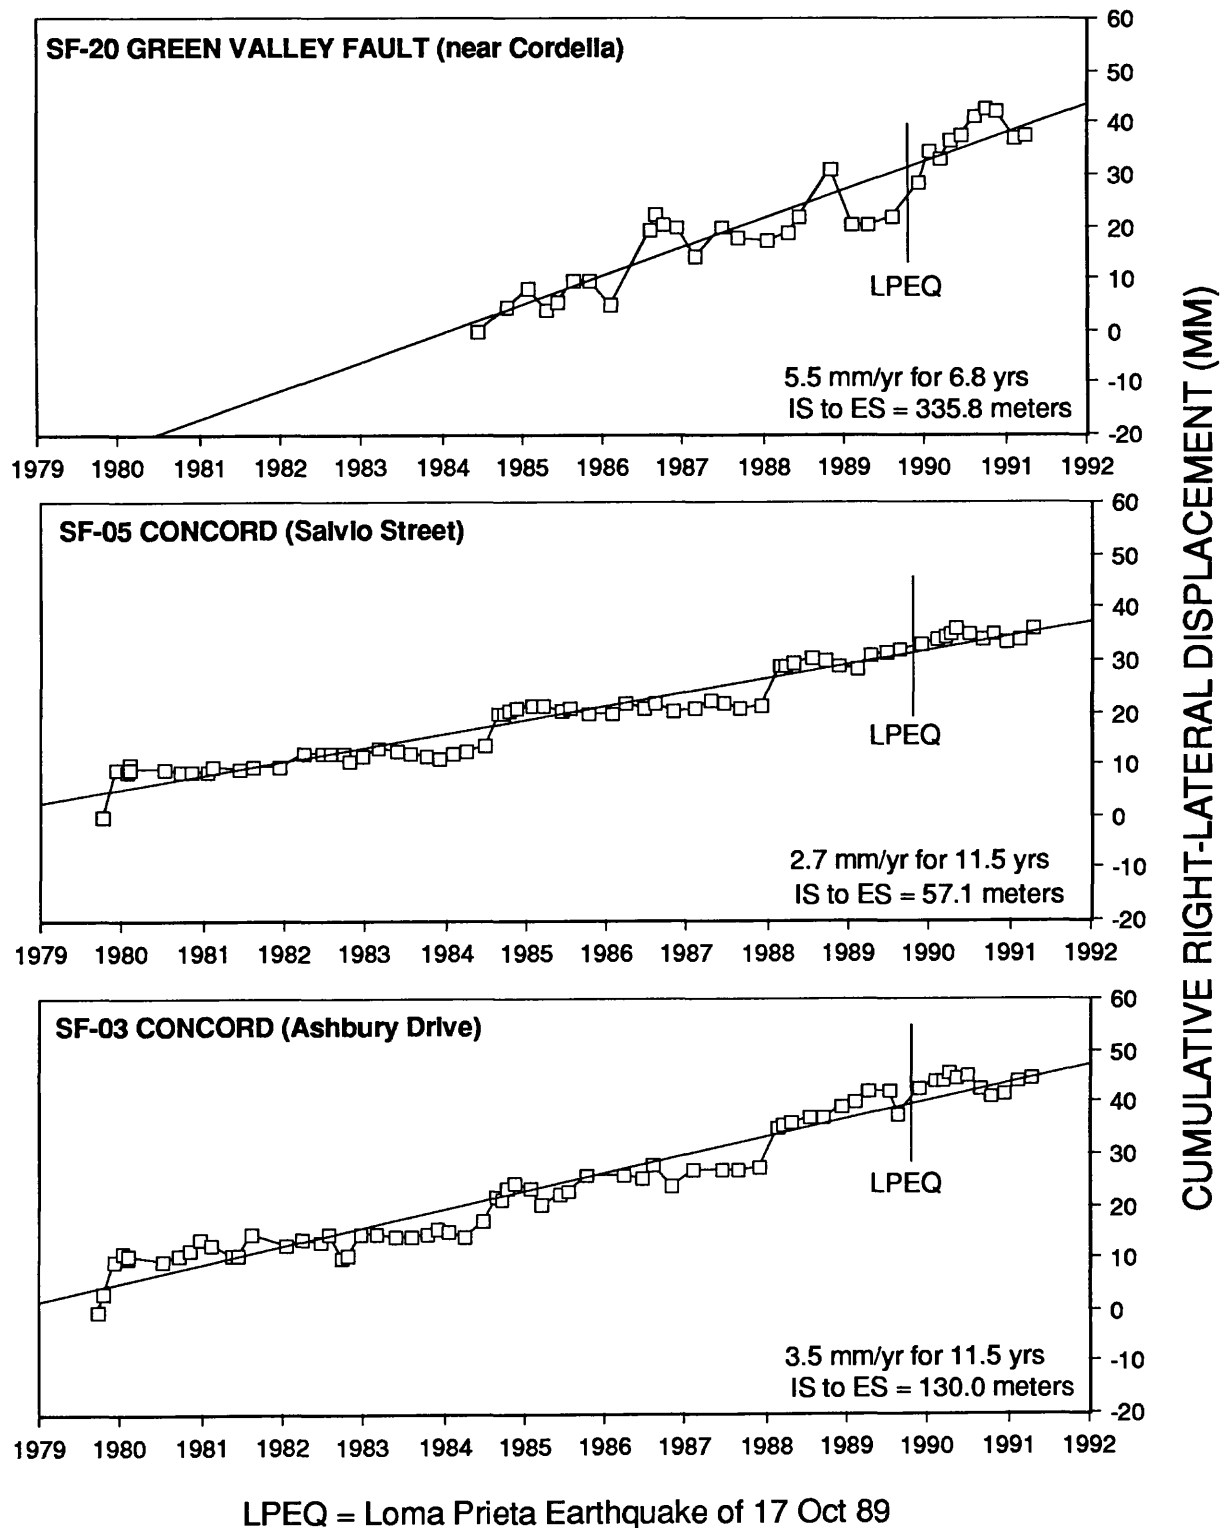 SF-20 GREEN VALLEY FAULT (near Cordella)
60
50
40
30
20
10
0
-10
-20
LPEQ
5.5 mm/yr for 6.8 yrs
IS to ES = 335.8 meters
1979 1980 1981 1982 1983 1984 1985 1986 1987 1988 1989 1990 1991 1992
SF-05 CONCORD (Salvio Street)
60
50
40
30
20
10
0
-10
-20
LPEQ
2.7 mm/yr for 11.5 yrs
IS to ES = 57.1 meters
1979 1980 1981 1982 1983 1984 1985 1986 1987 1988 1989 1990 1991 1992
SF-03 CONCORD (Ashbury Drive)
60
50
40
30
20
10
0
-10
-20
LPEQ
3.5 mm/yr for 11.5 yrs
IS to ES = 130.0 meters
1979 1980 1981 1982 1983 1984 1985 1986 1987 1988 1989 1990 1991 1992
CUMULATIVE RIGHT-LATERAL DISPLACEMENT (MM)
LPEQ = Loma Prieta Earthquake of 17 Oct 89